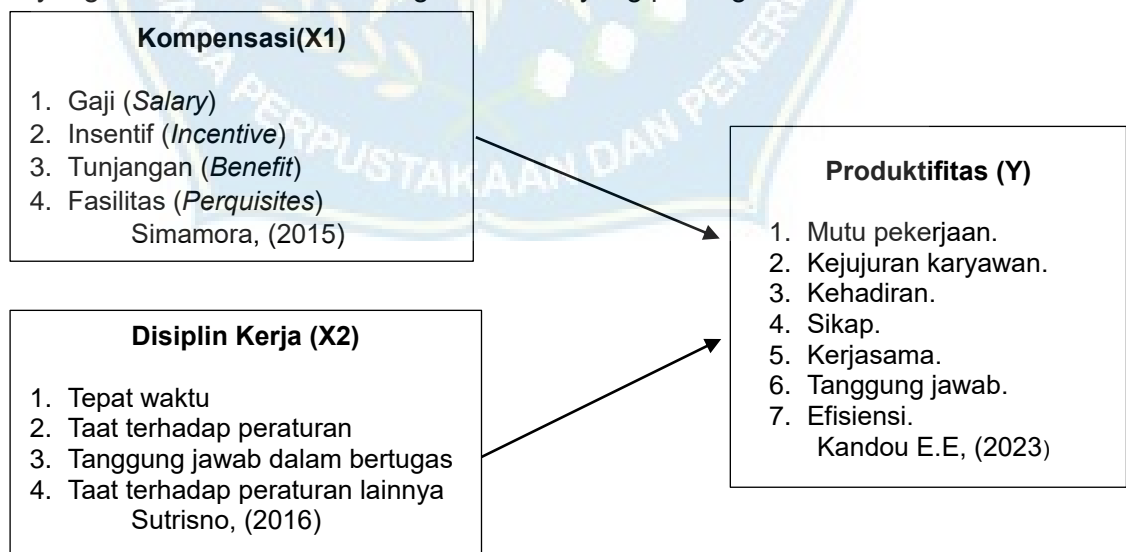 Kompensasi(X1)
1. Gaji (Salary)
2. Insentif (Incentive)
3. Tunjangan (Benefit)
4. Fasilitas (Perquisites)
Simamora, (2015)
Disiplin Kerja (X2)
1. Tepat waktu
2. Taat terhadap peraturan
3. Tanggung jawab dalam bertugas
4. Taat terhadap peraturan lainnya
Sutrisno, (2016)
Produktifitas (Y)
1. Mutu pekerjaan.
2. Kejujuran karyawan.
3. Kehadiran.
4. Sikap.
5. Kerjasama.
6. Tanggung jawab.
7. Efisiensi.
Kandou E.E, (2023)
PERPUSTAKAAN DAN